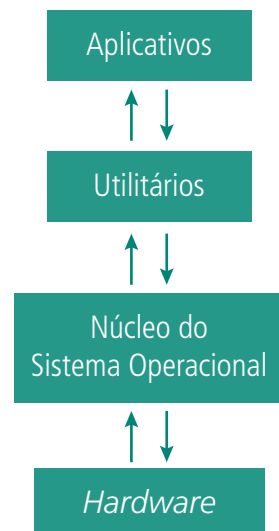 Aplicativos
Utilitários
Núcleo do
Sistema Operacional
Hardware